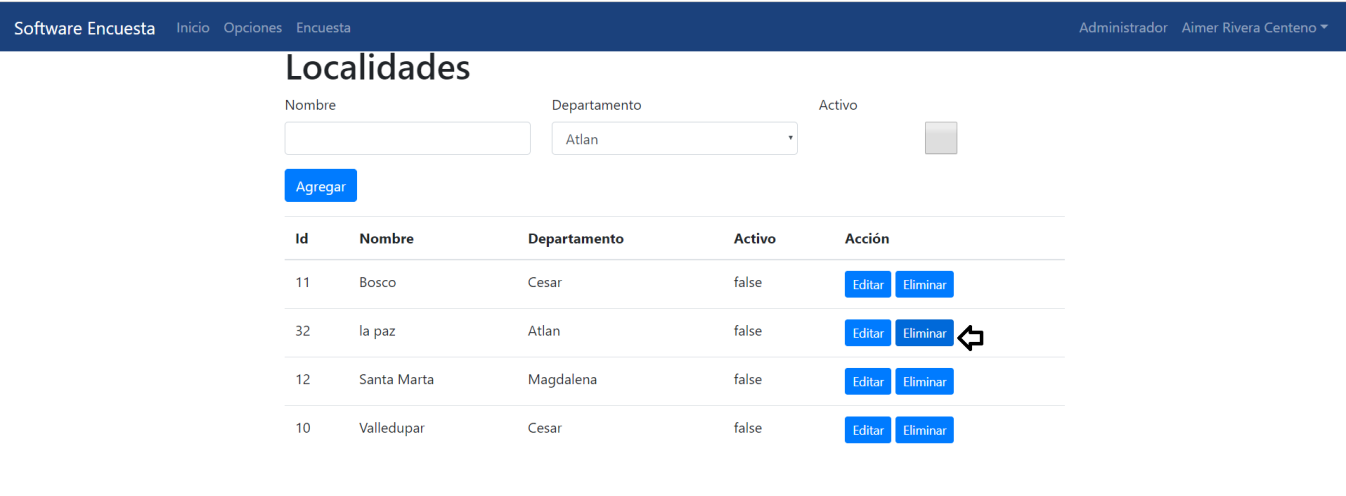 Software Encuesta Inicio Opciones Encuesta Administrador Aimer Rivera Centeno
Localidades
Nombre Departamento Activo
Atlan
Agregar
Id Nombre Departamento Activo Acción
11 Bosco Cesar false Editar Eliminar
32 la paz Atlan false Editar Eliminar
12 Santa Marta Magdalena false Editar Eliminar
10 Valledupar Cesar false Editar Eliminar